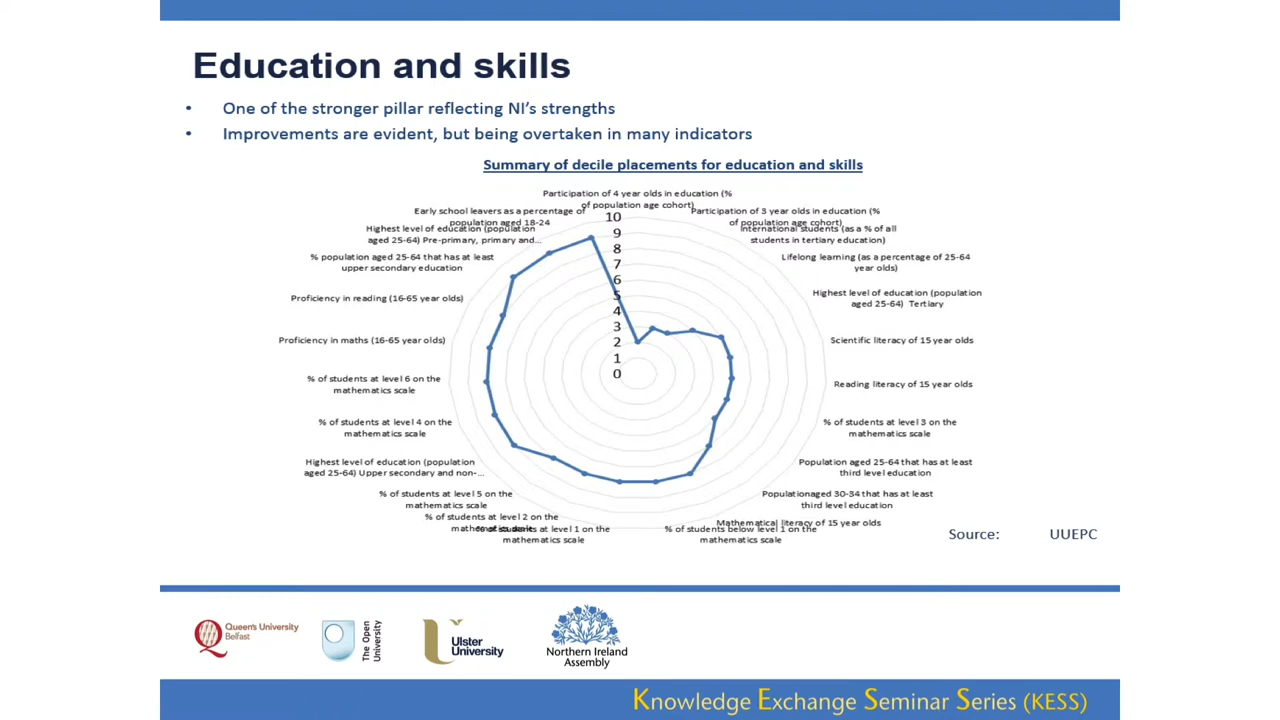 Education and skills
• One of the stronger pillar reflecting NI's strengths
• Improvements are evident, but being overtaken in many indicators
Summary of decile placements for education and skills
Participation of 4 year olds in education (%
of population age cohort)
Participation of 3 year olds in education (%
of population age cohort)
International students (as a % of all
students in tertiary education)
Lifelong learning (as a percentage of 25-64
year olds)
Highest level of education (population
aged 25-64) Tertiary
Scientific literacy of 15 year olds
Reading literacy of 15 year olds
% of students at level 3 on the
mathematics scale
Population aged 25-64 that has at least
third level education
Populationaged 30-34 that has at least
third level education
Mathematical literacy of 15 year olds
% of students below level 1 on the
mathematics scale
% of students at level 1 on the
mathematics scale
% of students at level 2 on the
mathematics scale
% of students at level 5 on the
mathematics scale
Highest level of education (population
aged 25-64) Upper secondary and non-...
% of students at level 4 on the
mathematics scale
% of students at level 6 on the
mathematics scale
Proficiency in maths (16-65 year olds)
Proficiency in reading (16-65 year olds)
% population aged 25-64 that has at least
upper secondary education
Highest level of education (population
aged 25-64) Pre-primary, primary and...
Early school leavers as a percentage of
population aged 18-24
10
9
8
7
6
5
4
3
2
1
0
Source: UUEPC
Queen's University
Belfast
The Open
University
Ulster
University
Northern Ireland
Assembly
Knowledge Exchange Seminar Series (KESS)